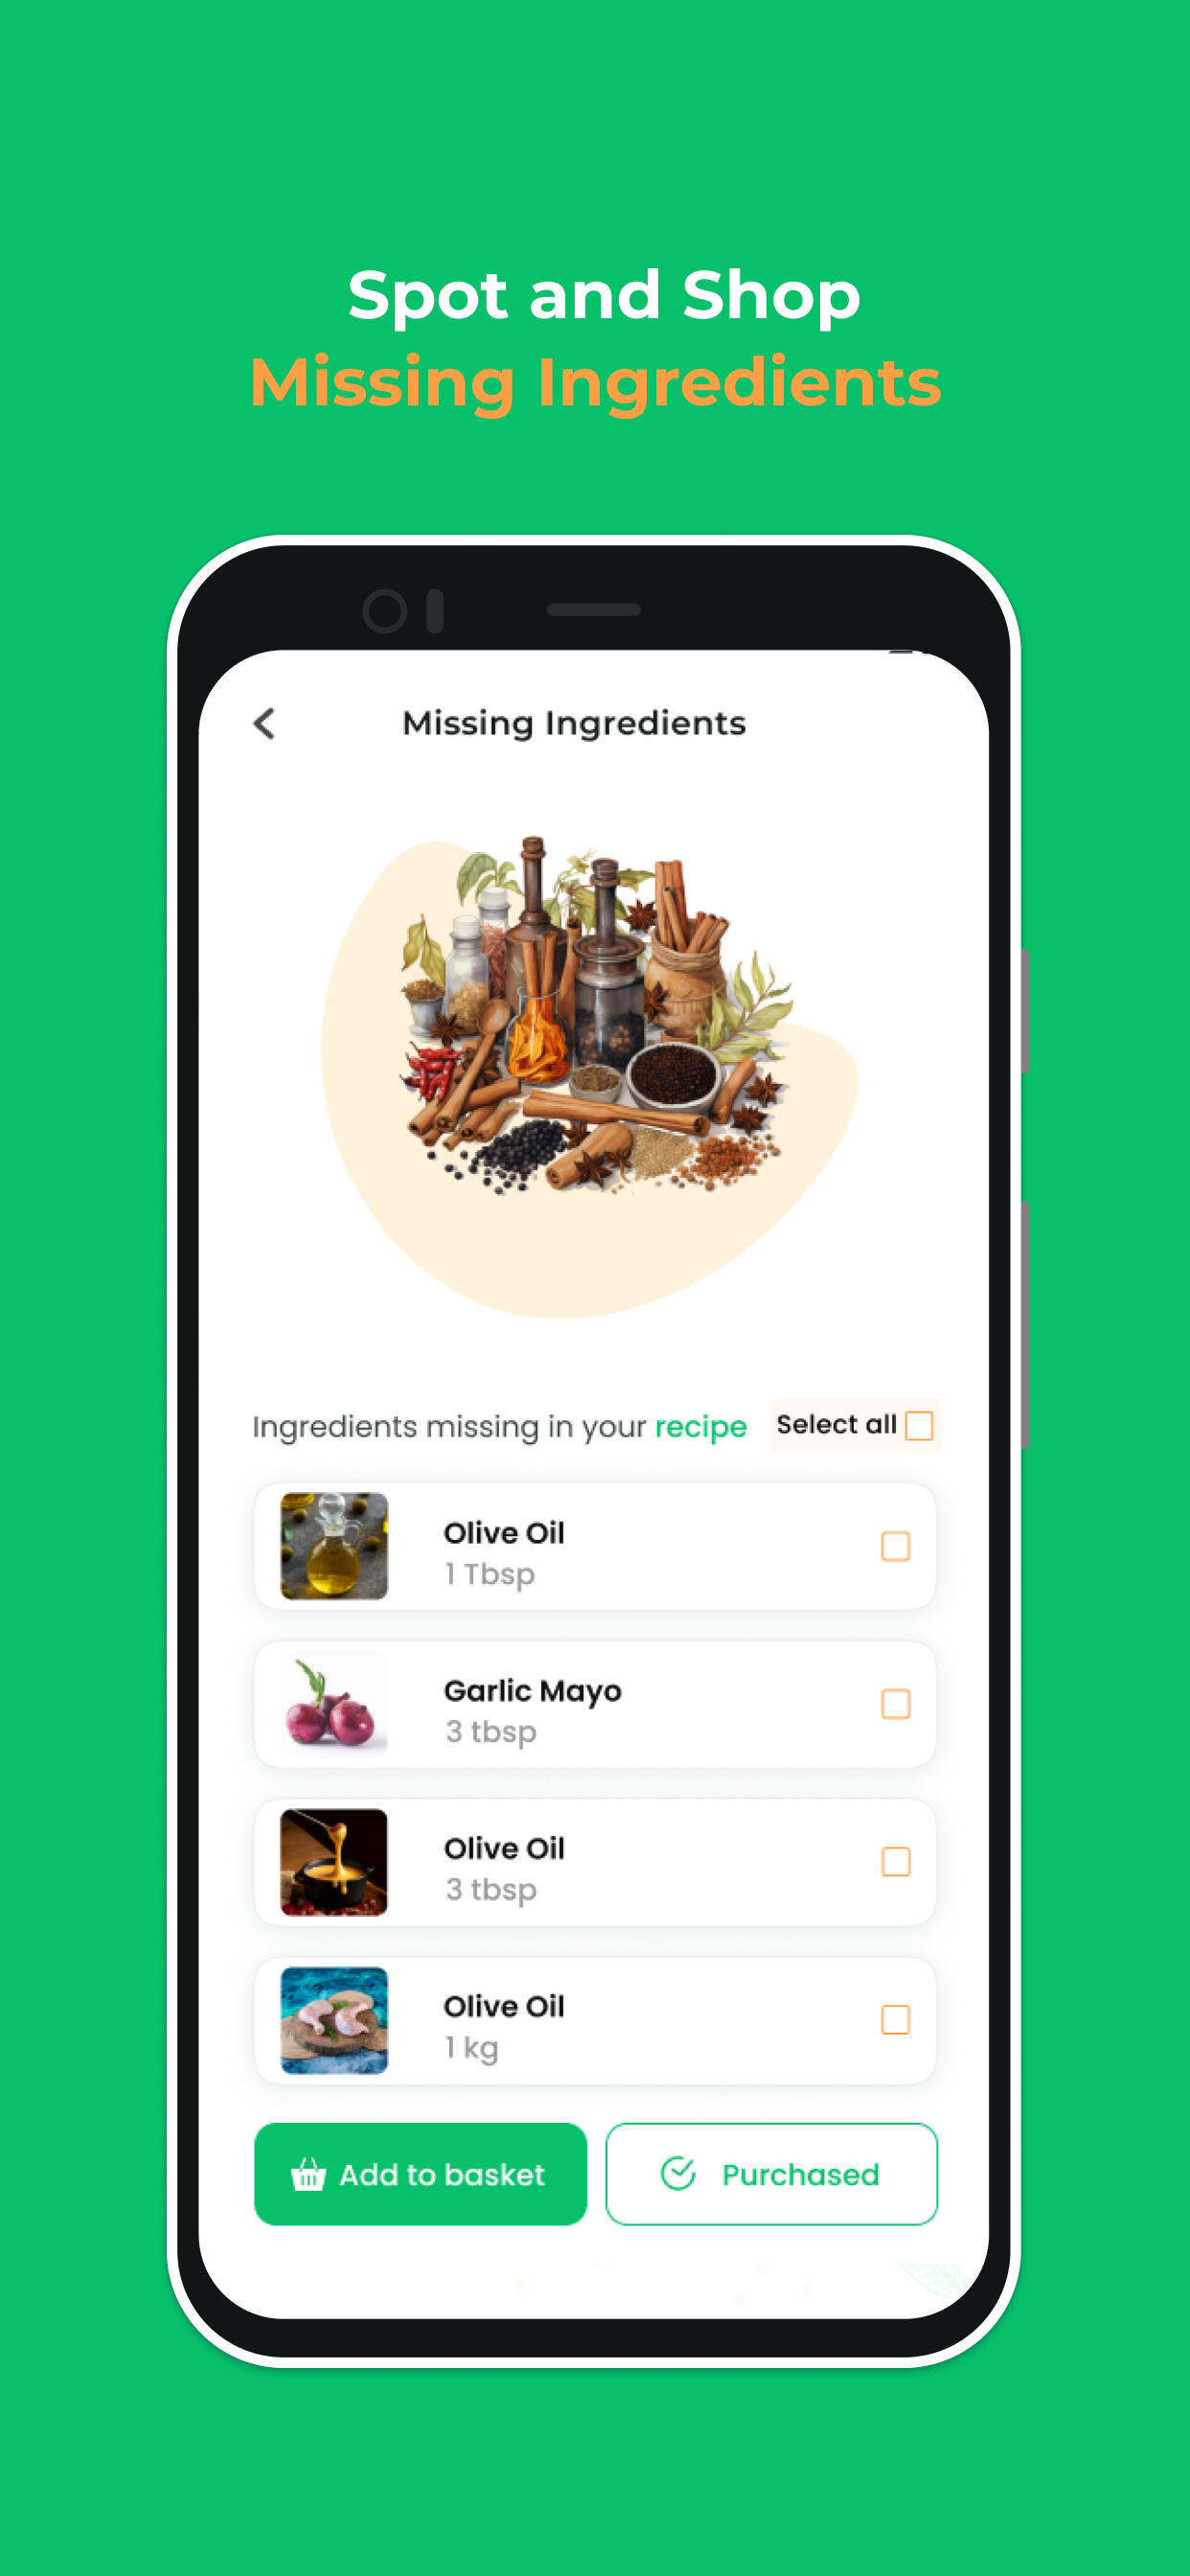 Spot and Shop
Missing Ingredients
Missing Ingredients
Ingredients missing in your recipe
Select all
Olive Oil
1 Tbsp
Garlic Mayo
3 tbsp
Olive Oil
3 tbsp
Olive Oil
1 kg
Add to basket
Purchased